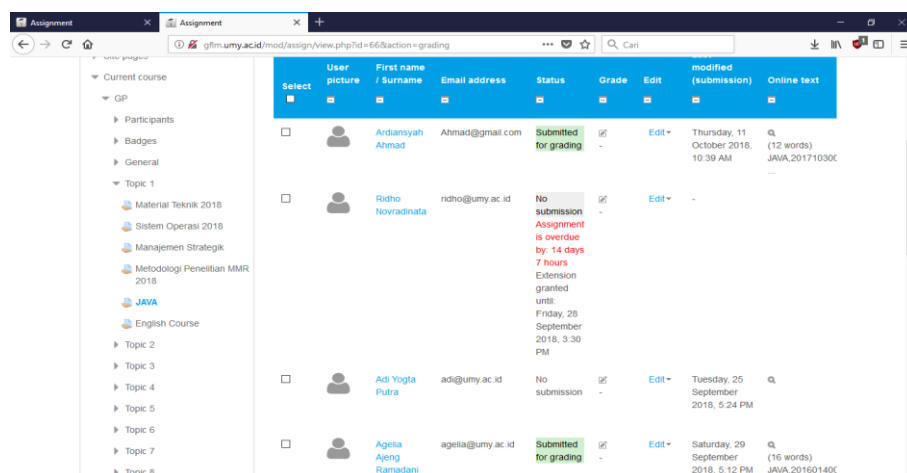 Assignment
Assignment
gflm.umy.ac.id/mod/assign/view.php?id=66&action=grading
Cari
Site pages
Current course
GP
Participants
Badges
General
Topic 1
Material Teknik 2018
Sistem Operasi 2018
Manajemen Strategik
Metodologi Penelitian MMR
2018
JAVA
English Course
Topic 2
Topic 3
Topic 4
Topic 5
Topic 6
Topic 7
Topic 8
Select
User
picture
First name
/ Surname
Email address
Status
Grade
Edit
modified
(submission)
Online text
Ardiansyah
Ahmad
Ahmad@gmail.com
Submitted
for grading
-
Edit
Thursday, 11
October 2018,
10:39 AM
(12 words)
JAVA,201710300
...
Ridho
Novradinata
ridho@umy.ac.id
No
submission
Assignment
is overdue
by: 14 days
7 hours
Extension
granted
until:
Friday, 28
September
2018, 3:30
PM
-
Edit
-
Adi Yogta
Putra
adi@umy.ac.id
No
submission
-
Edit
Tuesday, 25
September
2018, 5:24 PM
Agelia
Ajeng
Ramadani
agelia@umy.ac.id
Submitted
for grading
-
Edit
Saturday, 29
September
2018, 5:12 PM
(16 words)
JAVA,201601400